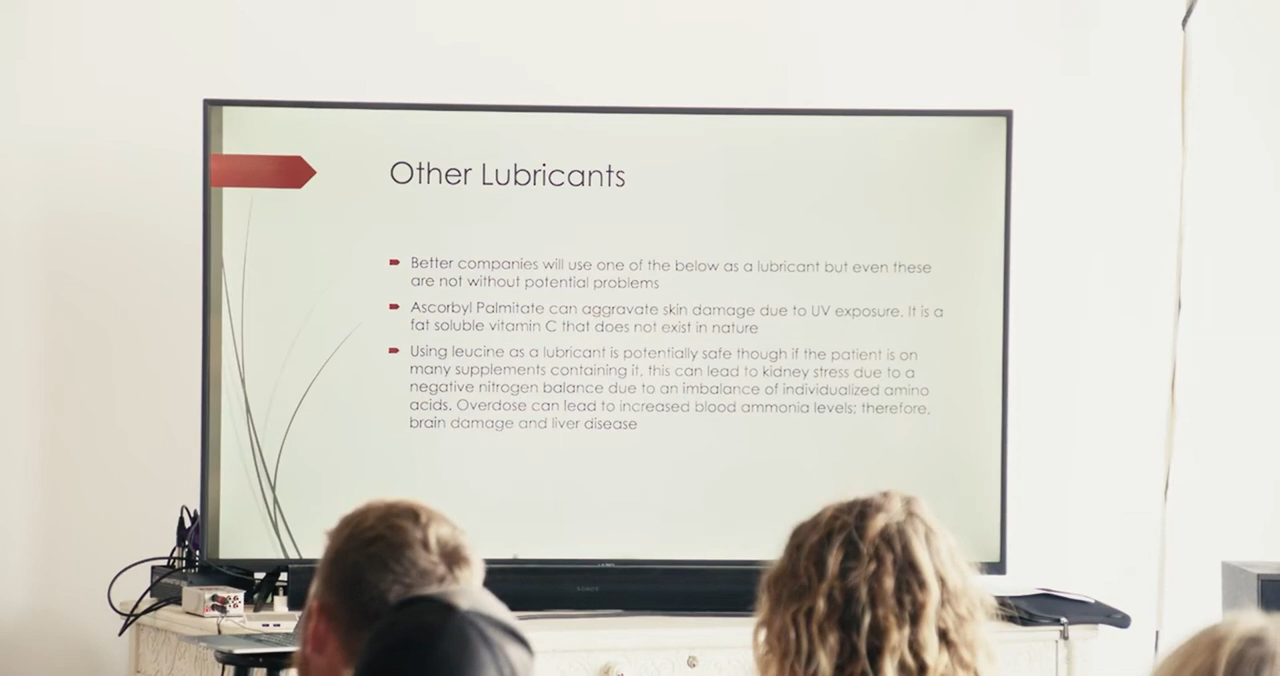 Other Lubricants
Better companies will use one of the below as a lubricant but even these
are not without potential problems
Ascorbyl Palmitate can aggravate skin damage due to UV exposure. It is a
fat soluble vitamin C that does not exist in nature
Using leucine as a lubricant is potentially safe though if the patient is on
many supplements containing it, this can lead to kidney stress due to a
negative nitrogen balance due to an imbalance of individualized amino
acids. Overdose can lead to increased blood ammonia levels; therefore,
brain damage and liver disease
SONOS